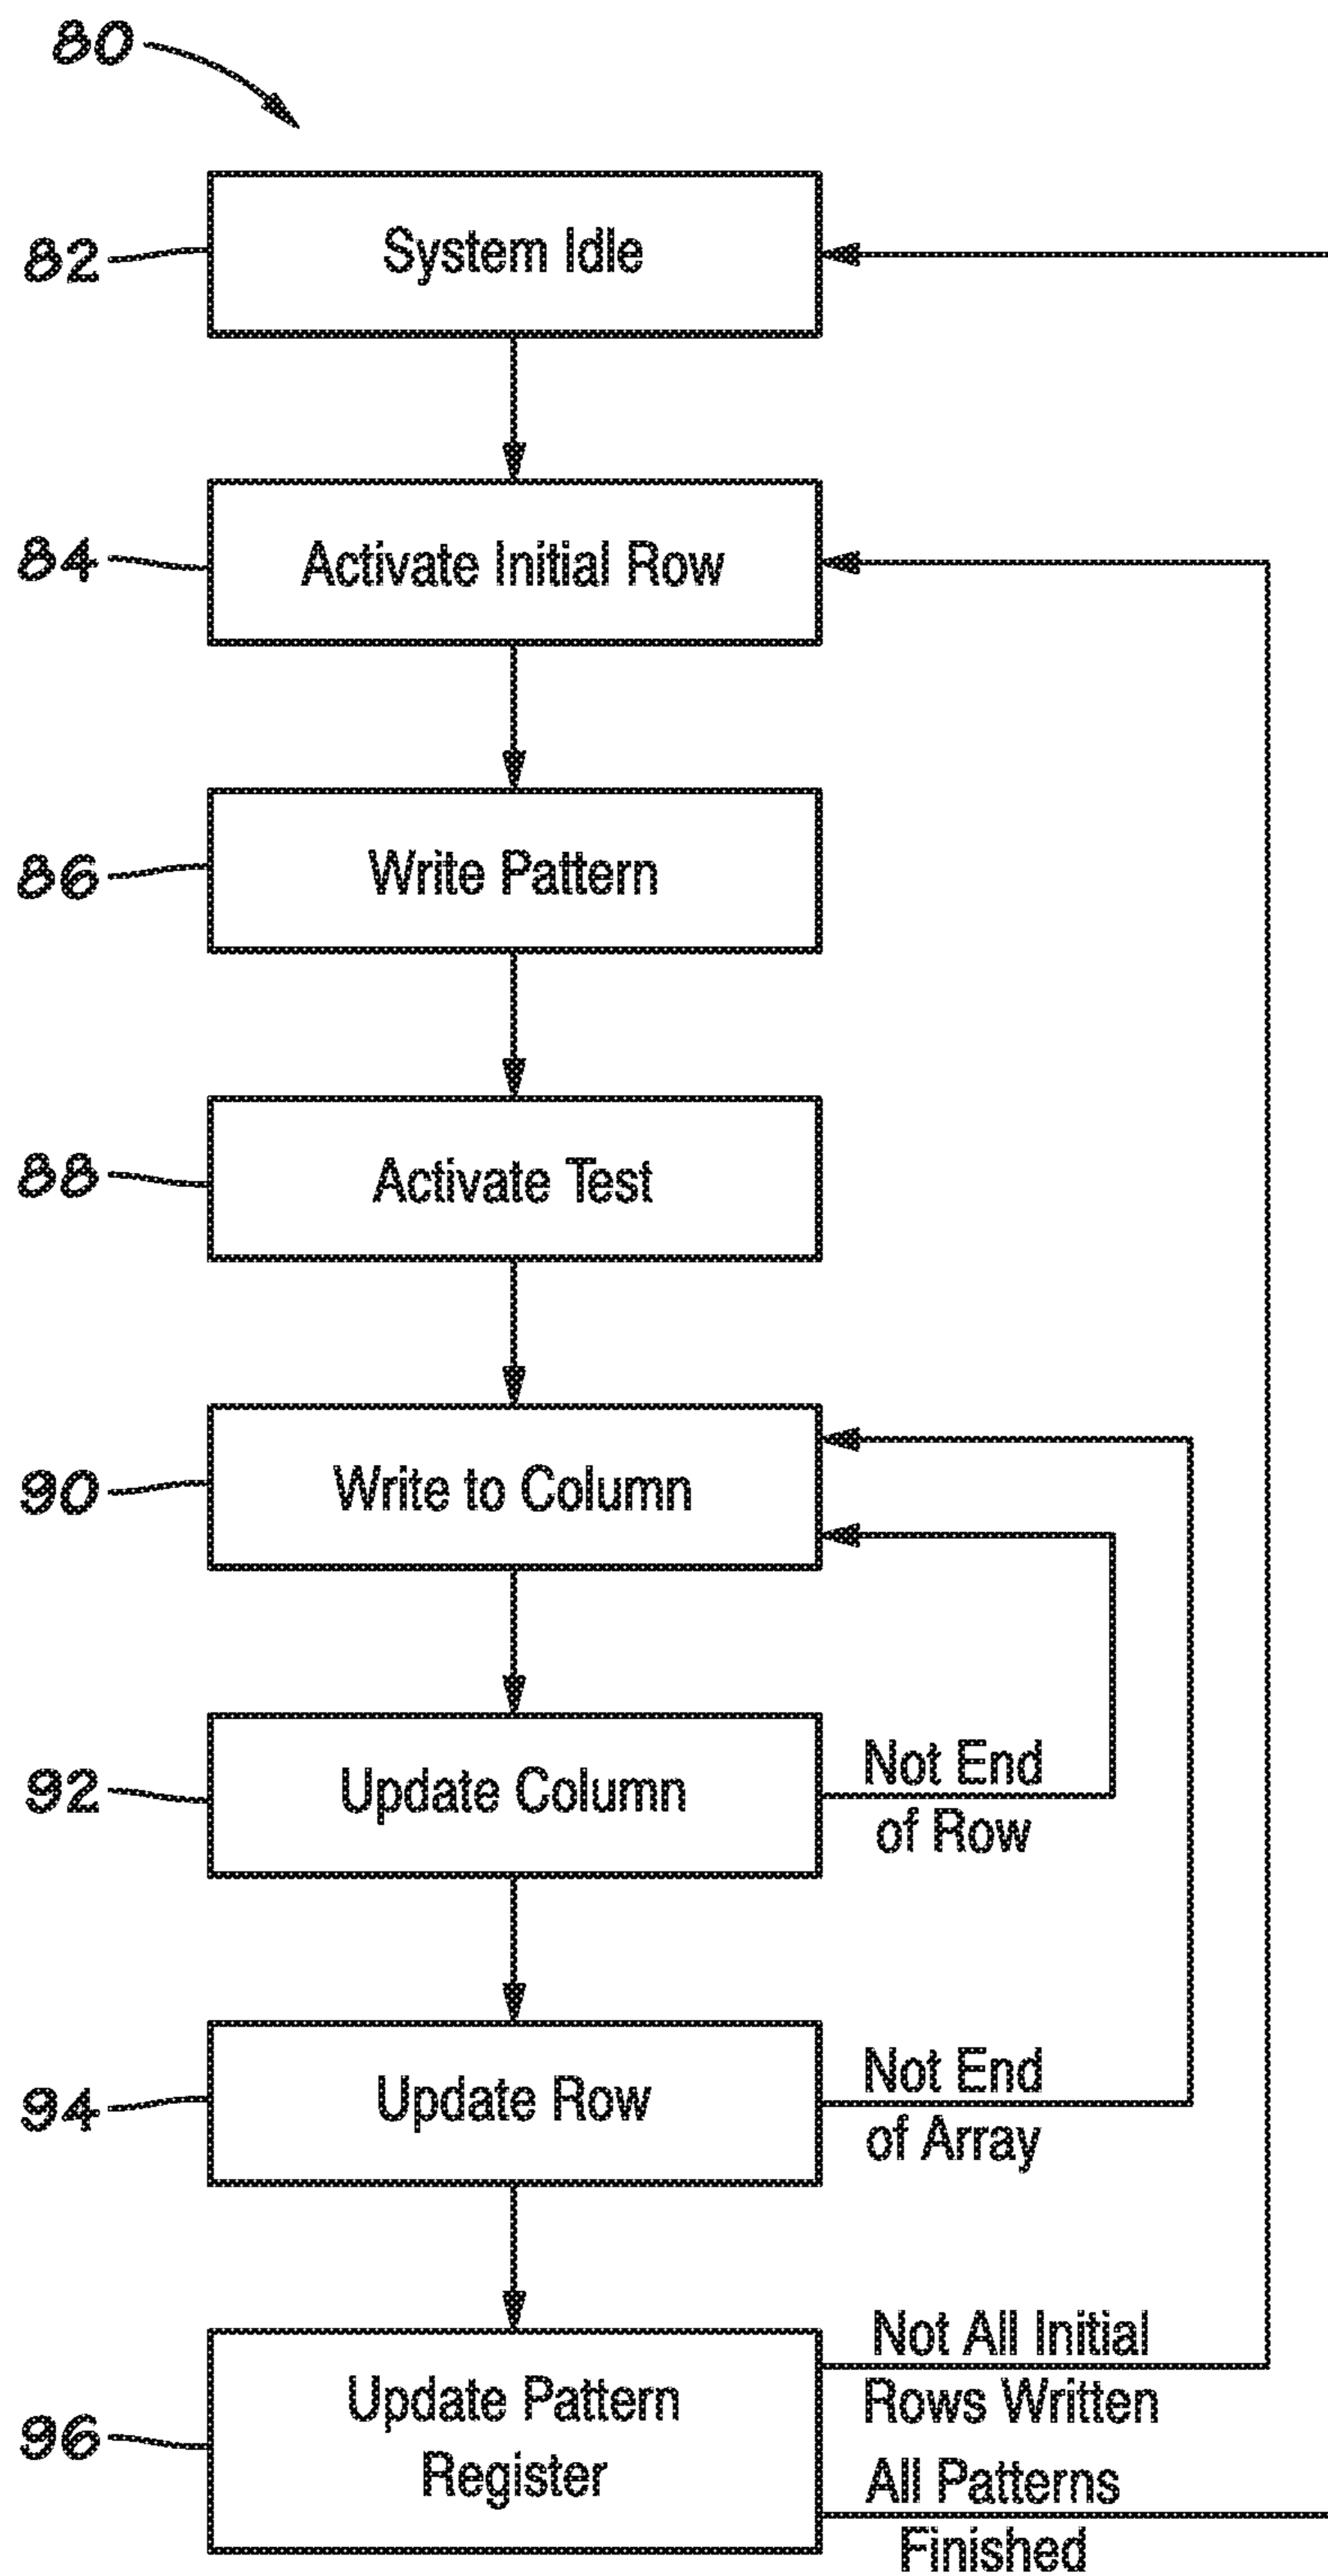 80
82
System Idle
84
Activate Initial Row
86
Write Pattern
88
Activate Test
90
Write to Column
92
Update Column
Not End
of Row
94
Update Row
Not End
of Array
96
Update Pattern
Register
Not All Initial
Rows Written
All Patterns
Finished